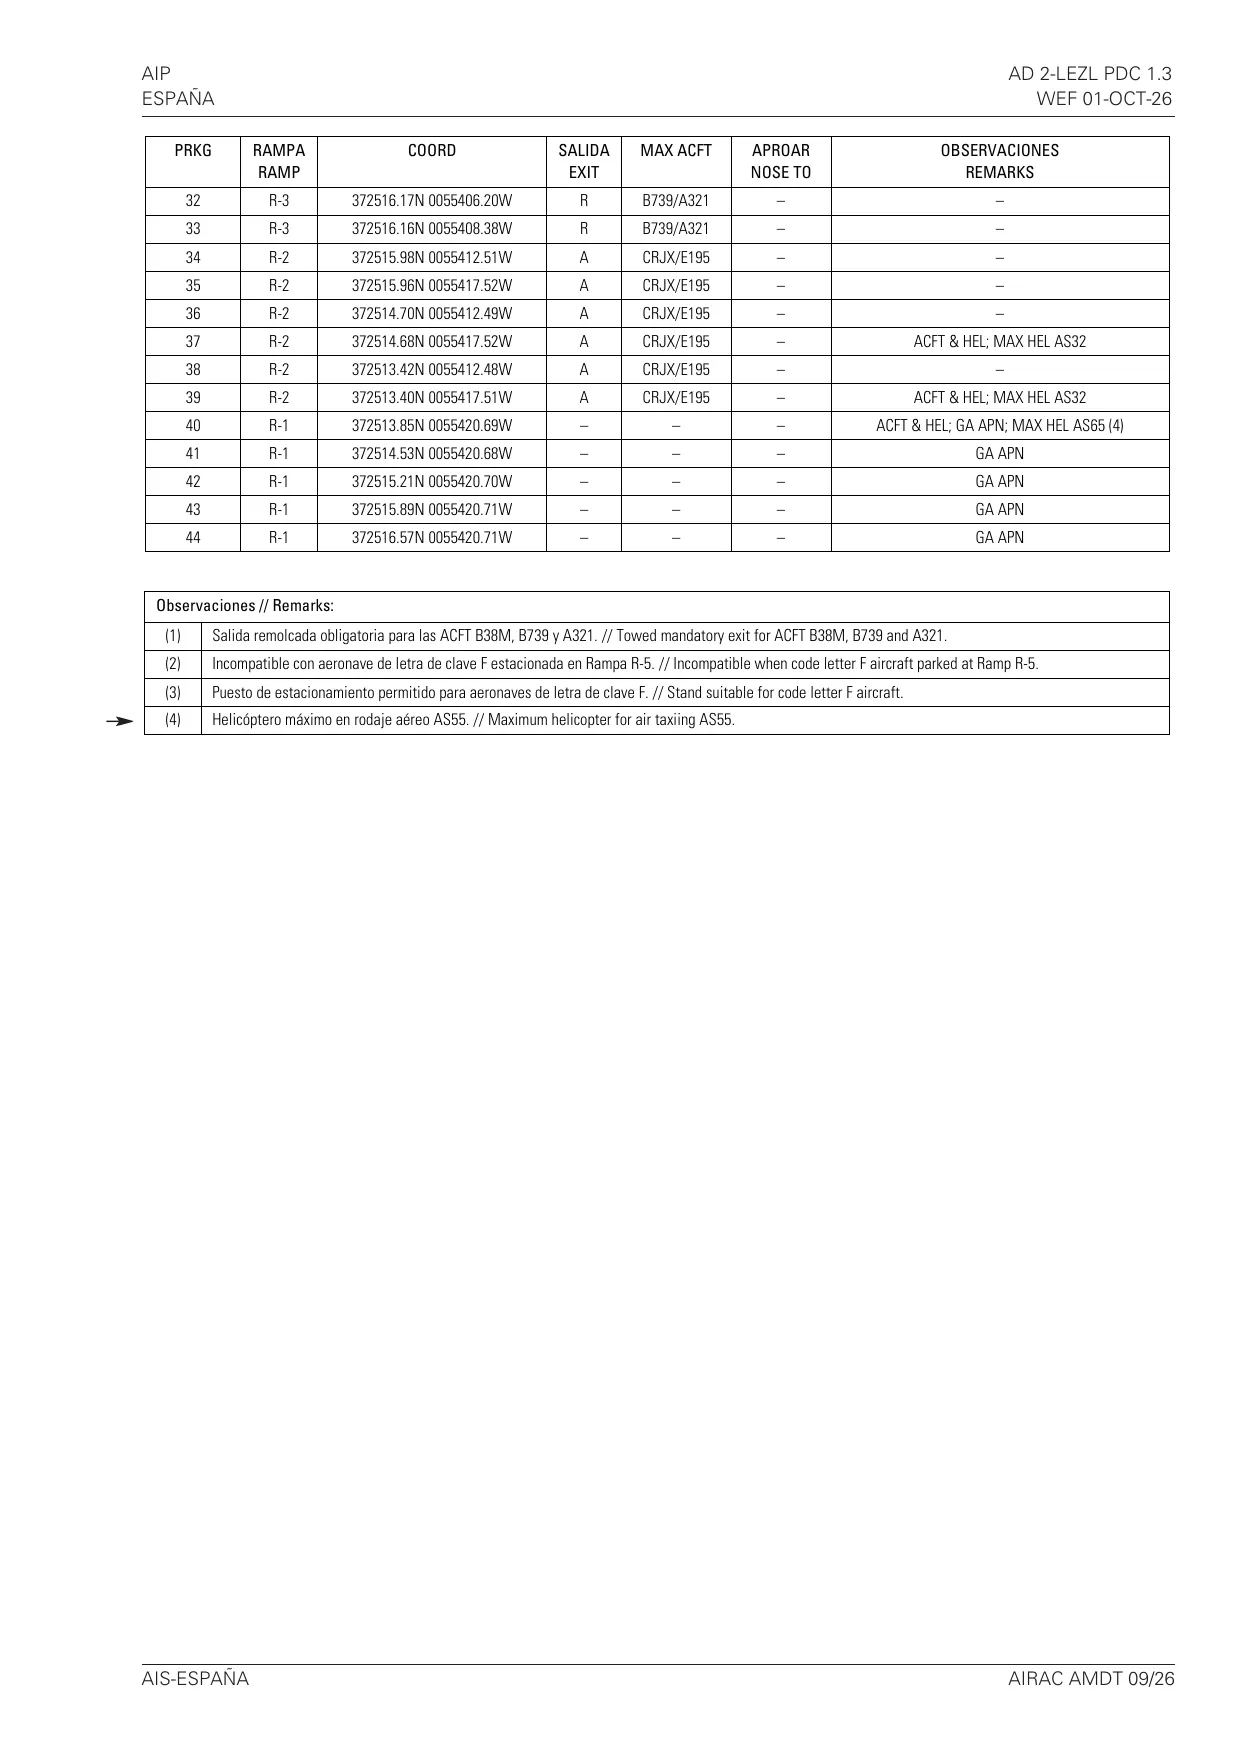 AIP
ESPAÑA
AD 2-LEZL PDC 1.3
WEF 01-OCT-26
PRKG RAMPA COORD SALIDA MAX ACFT APROAR OBSERVACIONES
RAMP EXIT NOSE TO REMARKS
32 R-3 372516.17N 0055406.20W R B739/A321 – –
33 R-3 372516.16N 0055408.38W R B739/A321 – –
34 R-2 372515.98N 0055412.51W A CRJX/E195 – –
35 R-2 372515.96N 0055417.52W A CRJX/E195 – –
36 R-2 372514.70N 0055412.49W A CRJX/E195 – –
37 R-2 372514.68N 0055417.52W A CRJX/E195 – ACFT & HEL; MAX HEL AS32
38 R-2 372513.42N 0055412.48W A CRJX/E195 – –
39 R-2 372513.40N 0055417.51W A CRJX/E195 – ACFT & HEL; MAX HEL AS32
40 R-1 372513.85N 0055420.69W – – – ACFT & HEL; GA APN; MAX HEL AS65 (4)
41 R-1 372514.53N 0055420.68W – – – GA APN
42 R-1 372515.21N 0055420.70W – – – GA APN
43 R-1 372515.89N 0055420.71W – – – GA APN
44 R-1 372516.57N 0055420.71W – – – GA APN
Observaciones // Remarks:
(1) Salida remolcada obligatoria para las ACFT B38M, B739 y A321. // Towed mandatory exit for ACFT B38M, B739 and A321.
(2) Incompatible con aeronave de letra de clave F estacionada en Rampa R-5. // Incompatible when code letter F aircraft parked at Ramp R-5.
(3) Puesto de estacionamiento permitido para aeronaves de letra de clave F. // Stand suitable for code letter F aircraft.
(4) Helicóptero máximo en rodaje aéreo AS55. // Maximum helicopter for air taxiing AS55.
AIS-ESPAÑA
AIRAC AMDT 09/26